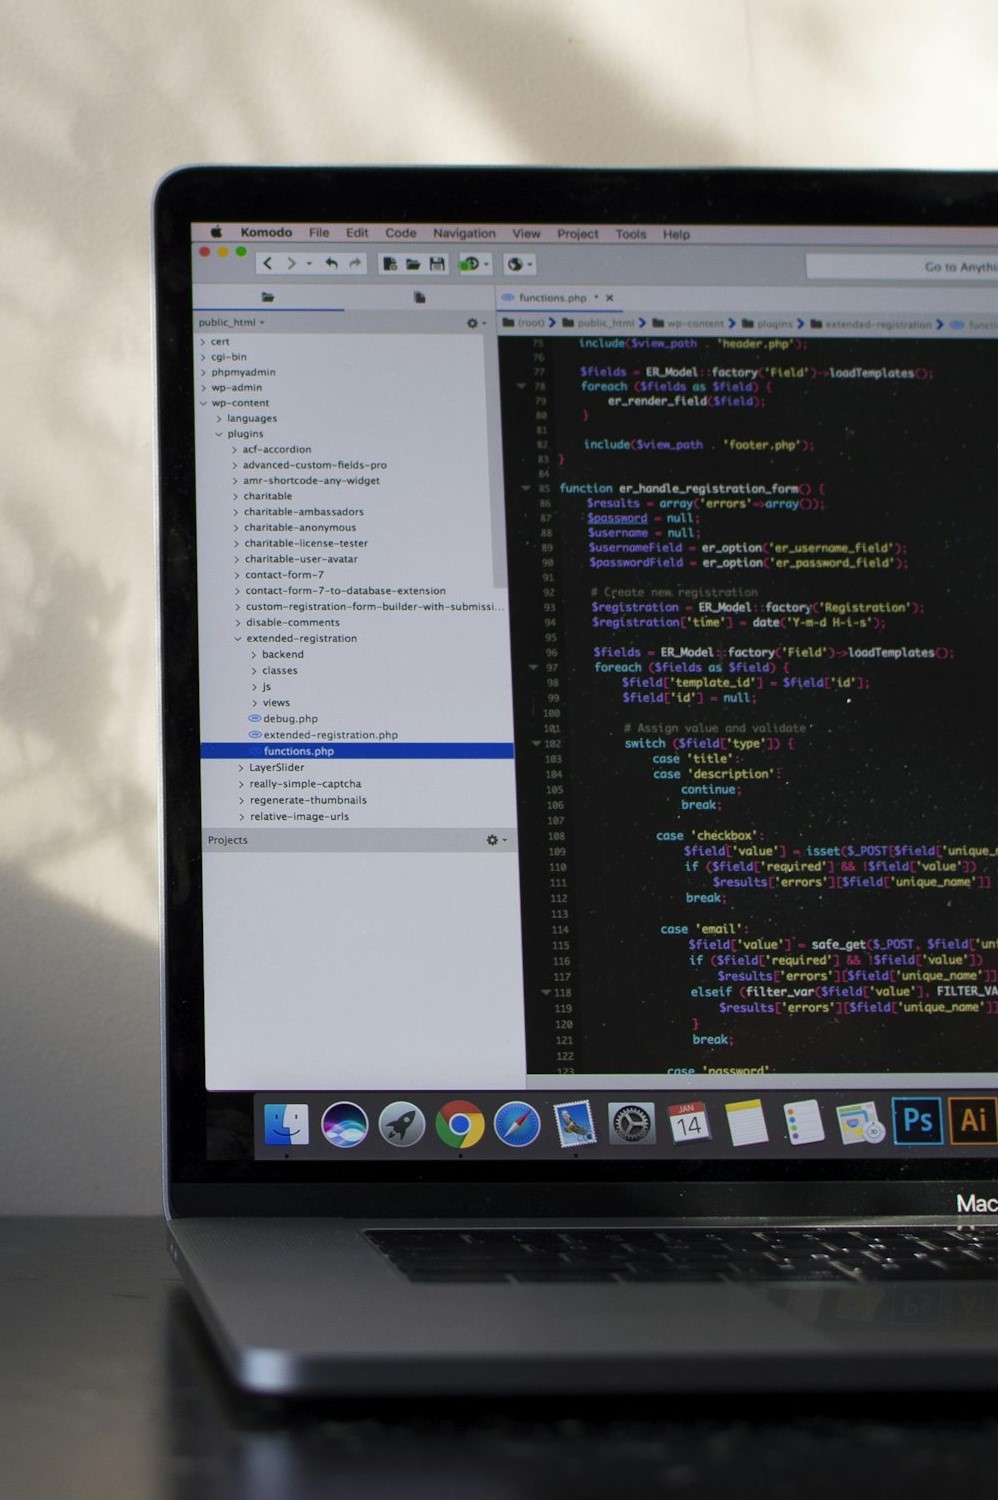 Komodo File Edit Code Navigation View Project Tools Help
Go to Anythi
functions.php
public_html
(root) public_html wp-content plugins extended-registration functi
cert
cgi-bin
phpmyadmin
wp-admin
wp-content
languages
plugins
acf-accordion
advanced-custom-fields-pro
amr-shortcode-any-widget
charitable
charitable-ambassadors
charitable-anonymous
charitable-license-tester
charitable-user-avatar
contact-form-7
contact-form-7-to-database-extension
custom-registration-form-builder-with-submissi...
disable-comments
extended-registration
backend
classes
js
views
debug.php
extended-registration.php
functions.php
LayerSlider
really-simple-captcha
regenerate-thumbnails
relative-image-urls
Projects
75 include($view_path . 'header.php');
76
77 $fields = ER_Model::factory('Field')->loadTemplates();
78 foreach ($fields as $field) {
79 er_render_field($field);
80 }
81
82 include($view_path . 'footer.php');
83 }
84
85 function er_handle_registration_form() {
86 $results = array('errors'=>array());
87 $password = null;
88 $username = null;
89 $usernameField = er_option('er_username_field');
90 $passwordField = er_option('er_password_field');
91
92 # Create new registration
93 $registration = ER_Model::factory('Registration');
94 $registration['time'] = date('Y-m-d H-i-s');
95
96 $fields = ER_Model::factory('Field')->loadTemplates();
97 foreach ($fields as $field) {
98 $field['template_id'] = $field['id'];
99 $field['id'] = null;
100
101 # Assign value and validate
102 switch ($field['type']) {
103 case 'title':
104 case 'description':
105 continue;
106 break;
107
108 case 'checkbox':
109 $field['value'] = isset($_POST[$field['unique_n
110 if ($field['required'] && !$field['value'])
111 $results['errors'][$field['unique_name']]
112 break;
113
114 case 'email':
115 $field['value'] = safe_get($_POST, $field['uni
116 if ($field['required'] && !$field['value'])
117 $results['errors'][$field['unique_name']]
118 elseif (filter_var($field['value'], FILTER_VA
119 $results['errors'][$field['unique_name']]
120 }
121 break;
122
123 case 'password':
JAN
14
Ps
Ai
Mac